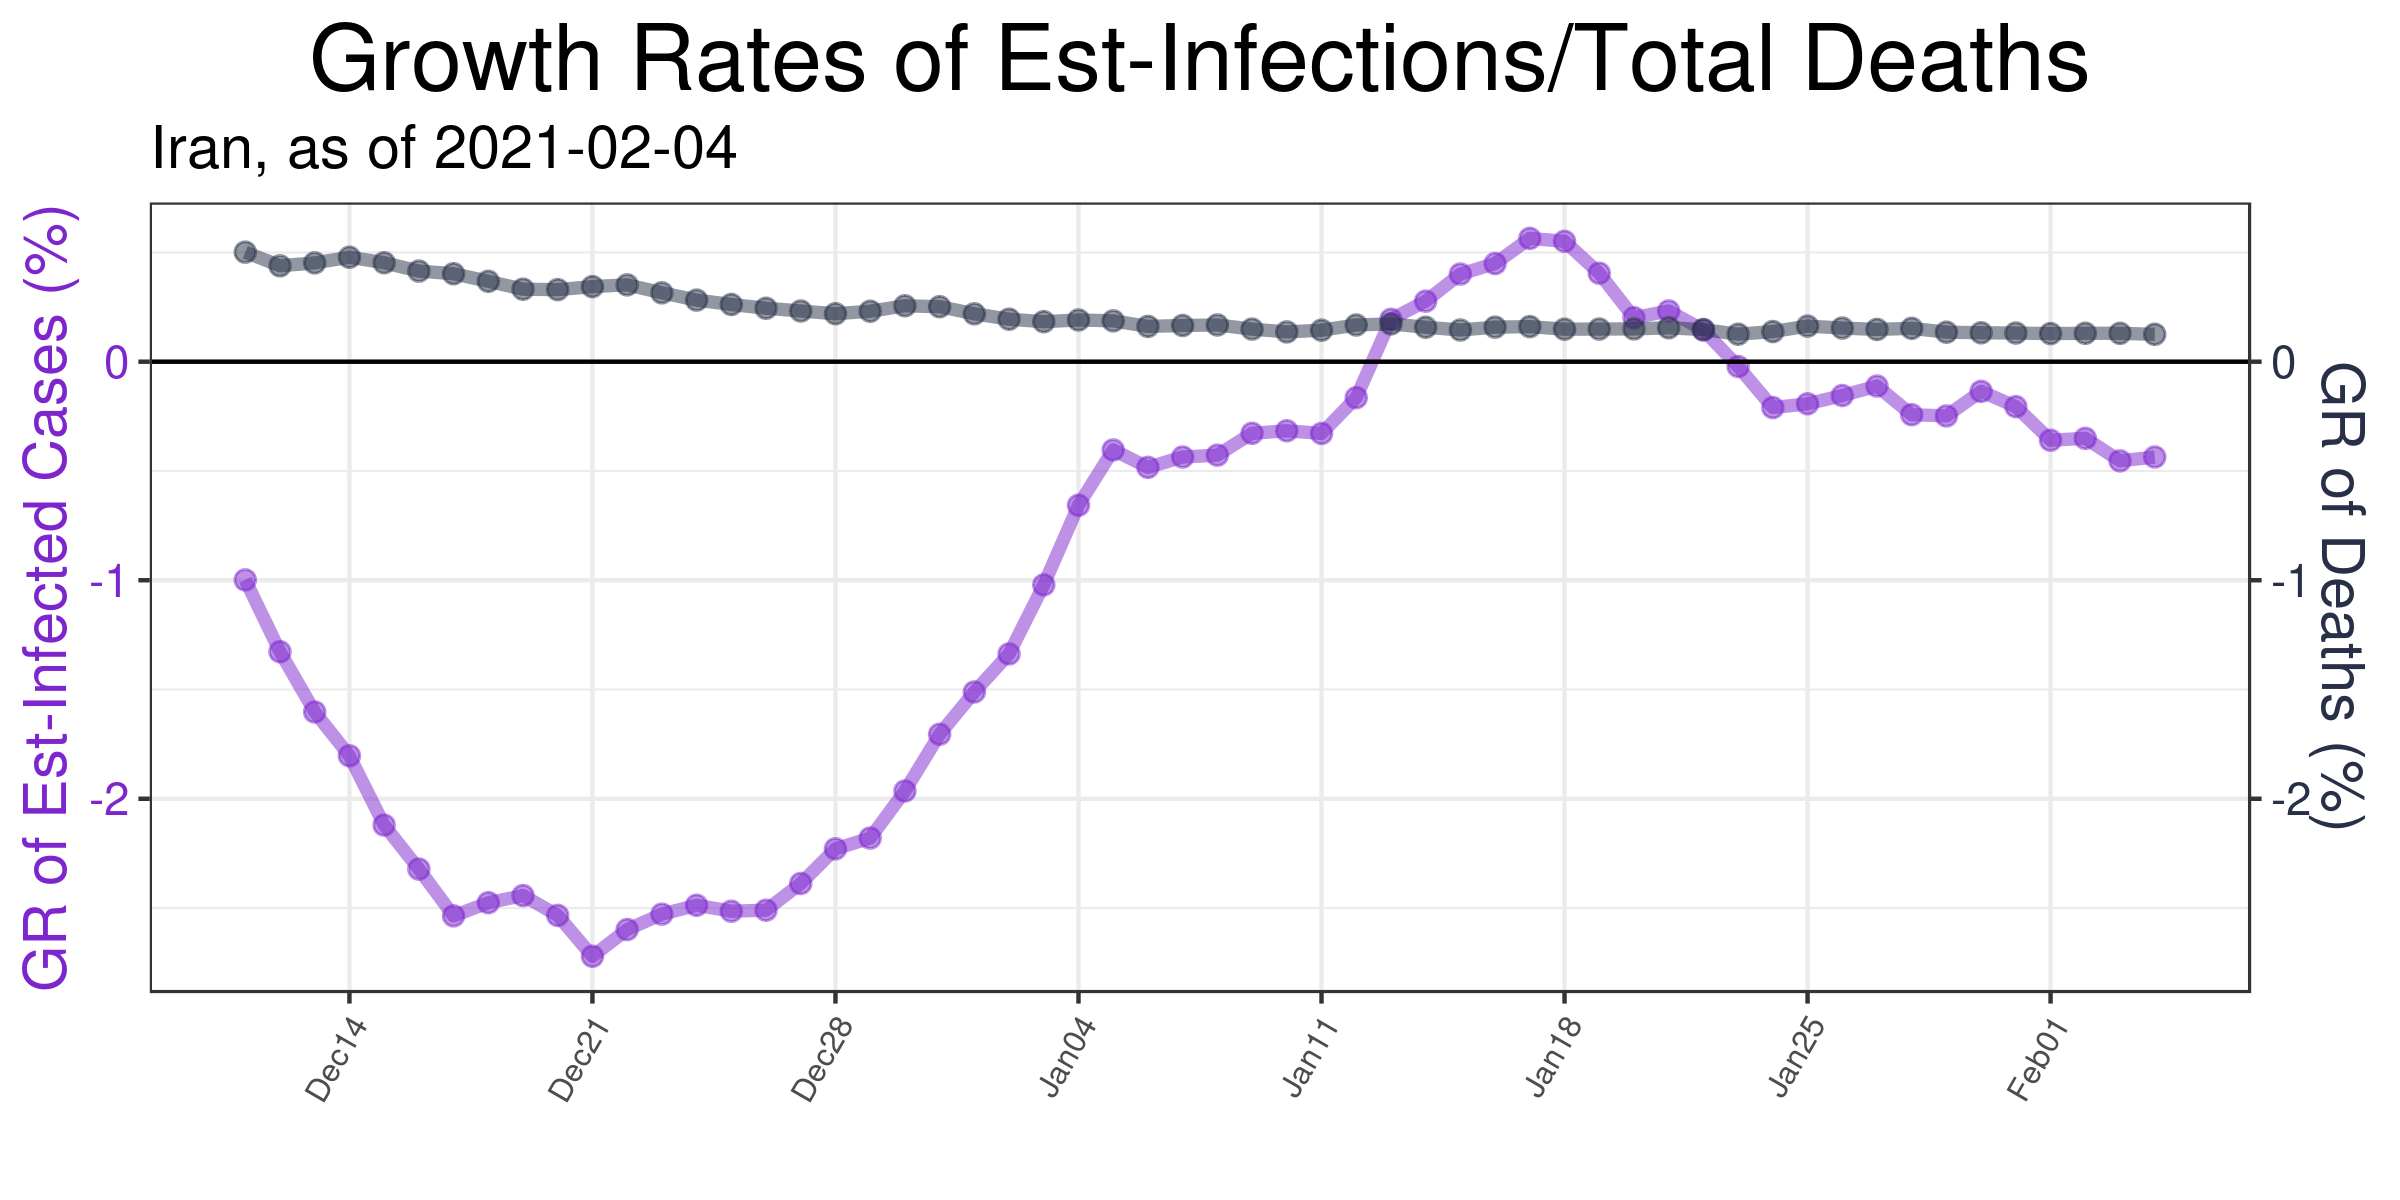 Growth Rates of Est-Infections/Total Deaths
Iran, as of 2021-02-04
GR of Est-Infected Cases (%)
0
-1
-2
0
-1
-2
GR of Deaths (%)
Dec14
Dec21
Dec28
Jan04
Jan11
Jan18
Jan25
Feb01